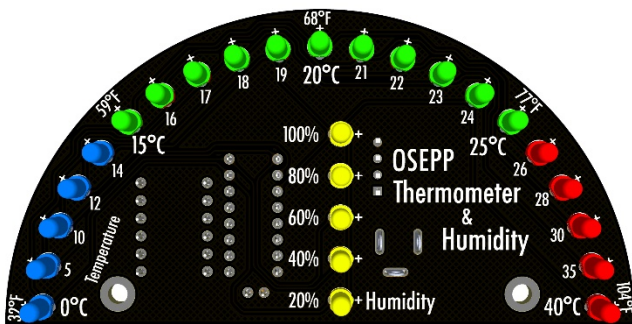 68°F
18 19 20°C 21 22
59°F 17 23 77°F
16 24
15°C 25°C
14 26
12 28
10 30
5 35
32°F 0°C 40°C 104°F
Temperature
100%
80%
60%
40%
20% Humidity
OSEPP
Thermometer
&
Humidity